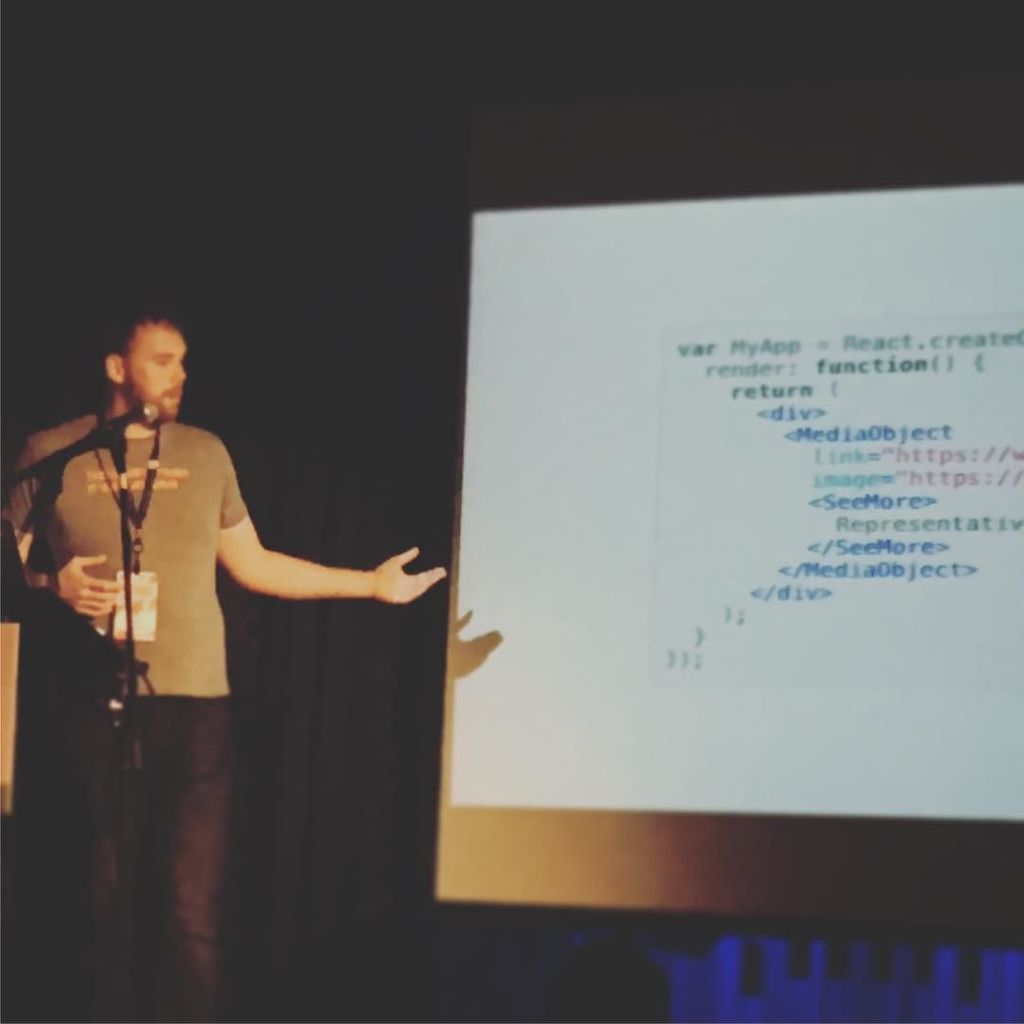 var MyApp = React.create
render: function() {
return (
<div>
<MediaObject
link="https://w
image="https://
<SeeMore>
Representativ
</SeeMore>
</MediaObject>
</div>
);
}
});